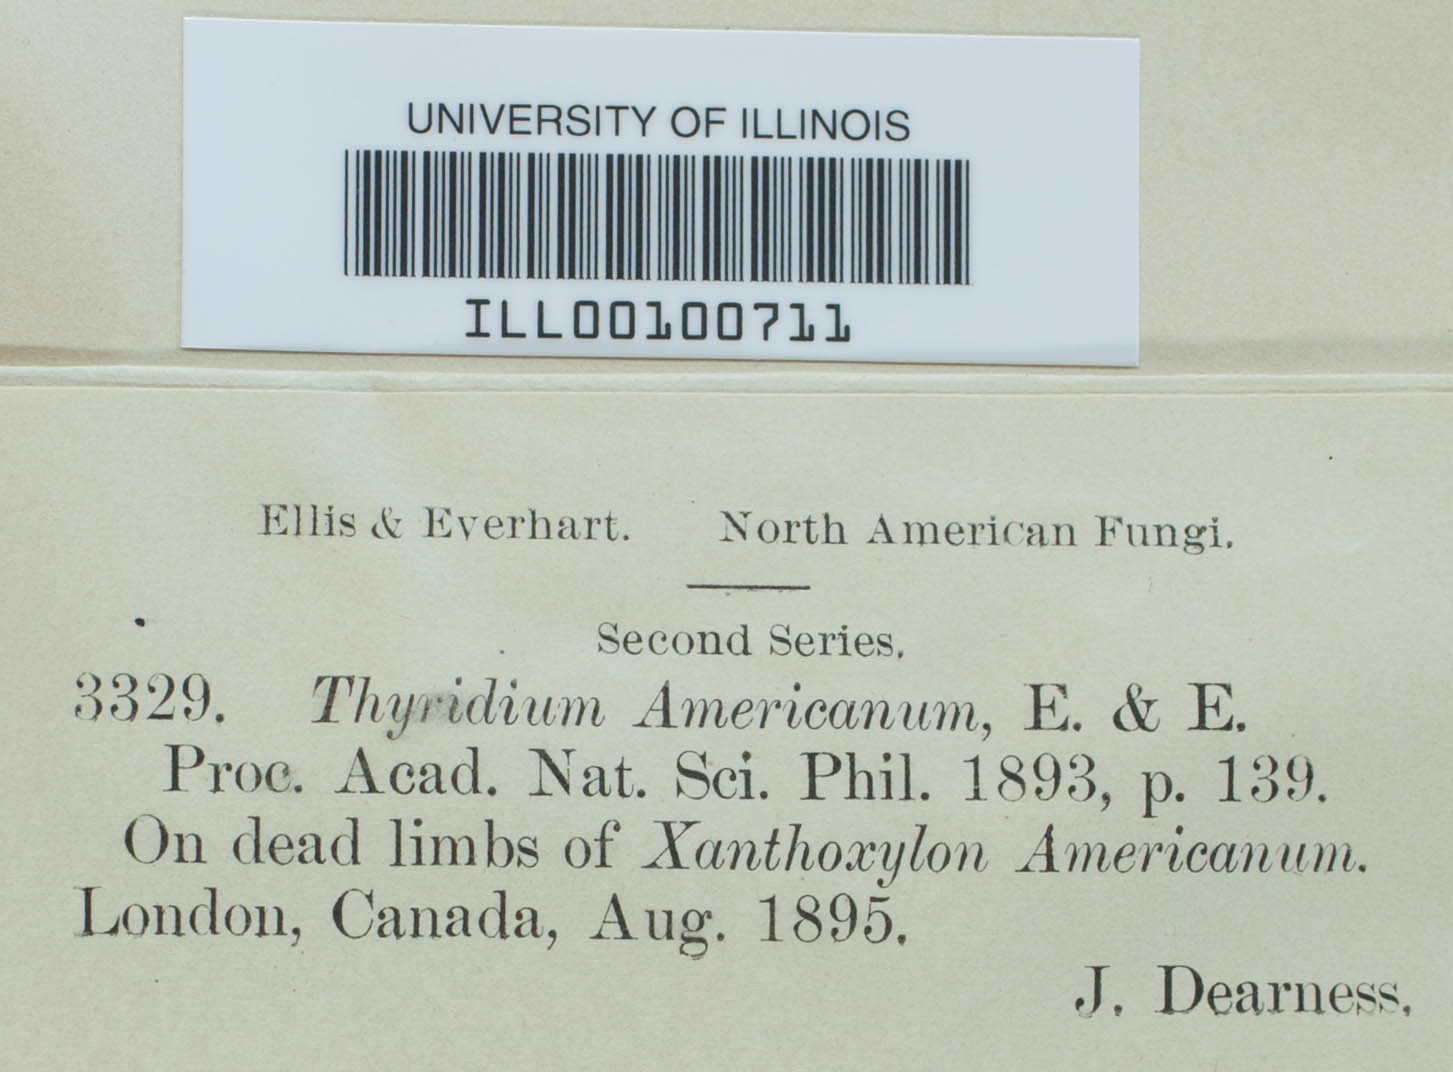 UNIVERSITY OF ILLINOIS
ILL00100711
Ellis & Everhart. North American Fungi.
Second Series.
3329. Thyridium Americanum, E. & E.
Proc. Acad. Nat. Sci. Phil. 1893, p. 139.
On dead limbs of Xanthoxylon Americanum.
London, Canada, Aug. 1895.
J. Dearness.